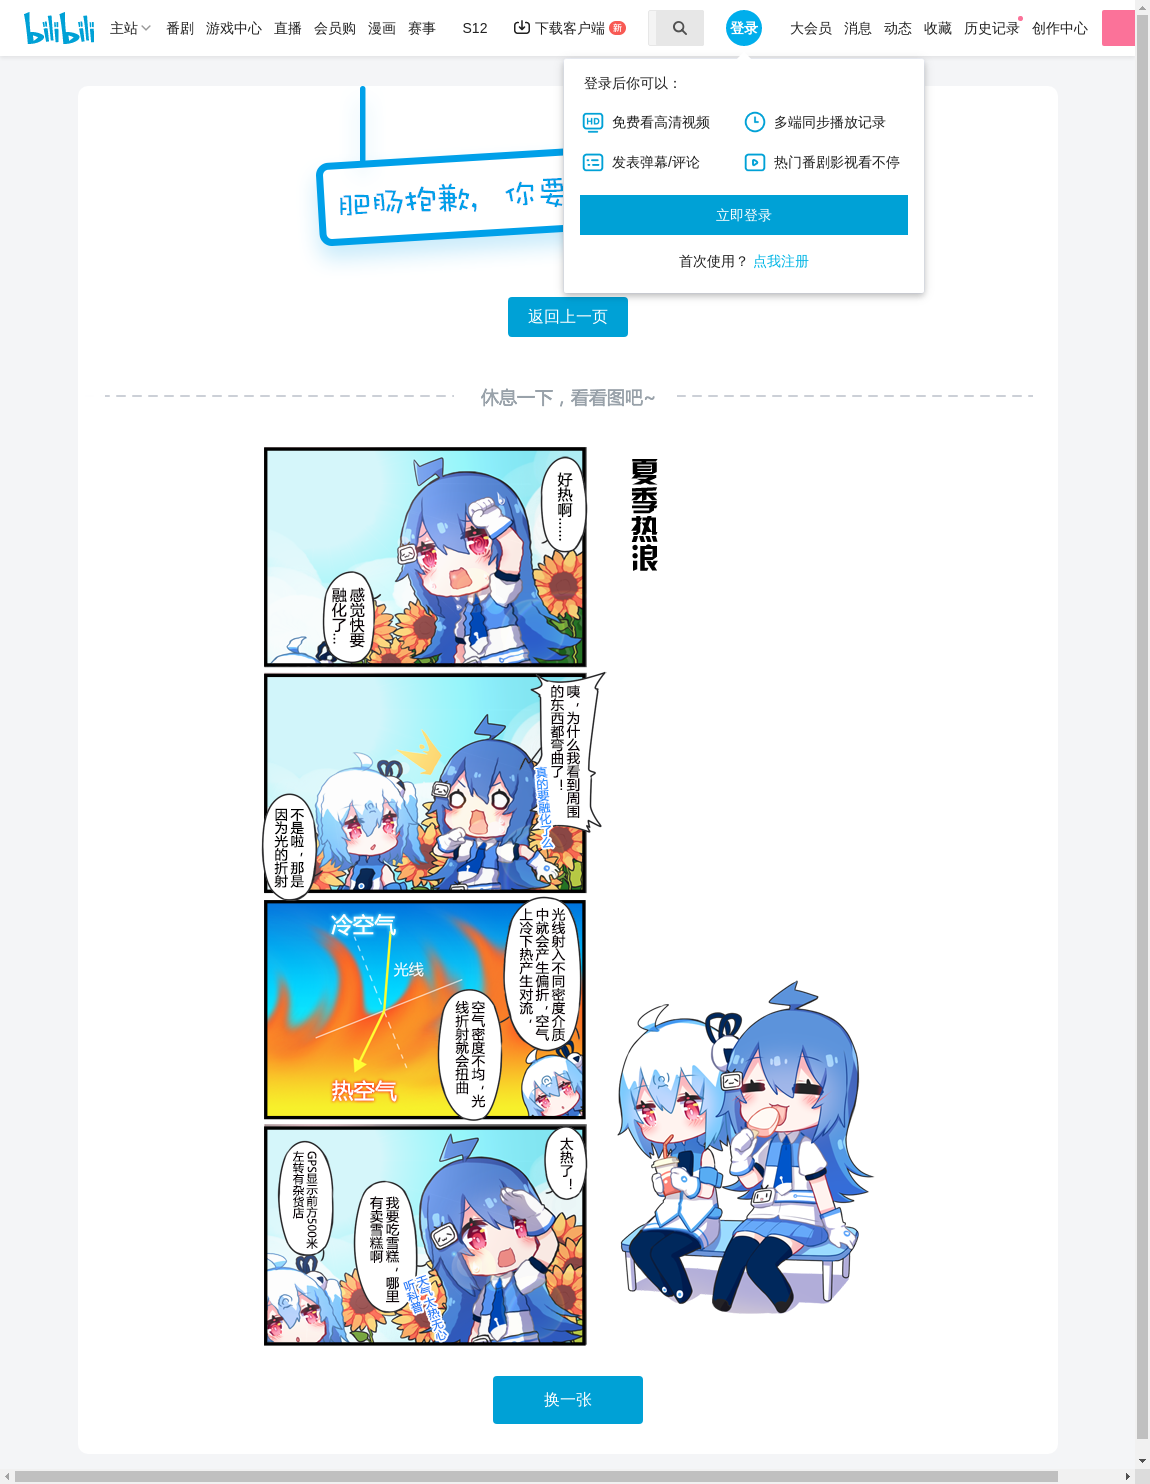 bilibili
主站 番剧 游戏中心 直播 会员购 漫画 赛事 S12 下载客户端 新 登录 大会员 消息 动态 收藏 历史记录 创作中心
登录后你可以：
HD 免费看高清视频 多端同步播放记录
发表弹幕/评论 热门番剧影视看不停
立即登录
首次使用？ 点我注册
肥肠抱歉，你要
返回上一页
休息一下，看看图吧~
夏季热浪
好热啊……
感觉快要
融化了…
咦，为什么我看到周围
的东西都弯曲了！
真的要融化了么
不是啦，那是
因为光的折射
冷空气
光线
热空气
光线射入不同密度介质
中就会产生偏折，空气
上冷下热产生对流，
空气密度不均，光
线折射就会扭曲
太热了！
我要吃雪糕，哪里
有卖雪糕啊
天气太热无心
听科普
GPS显示前方500米
左转有杂货店
换一张